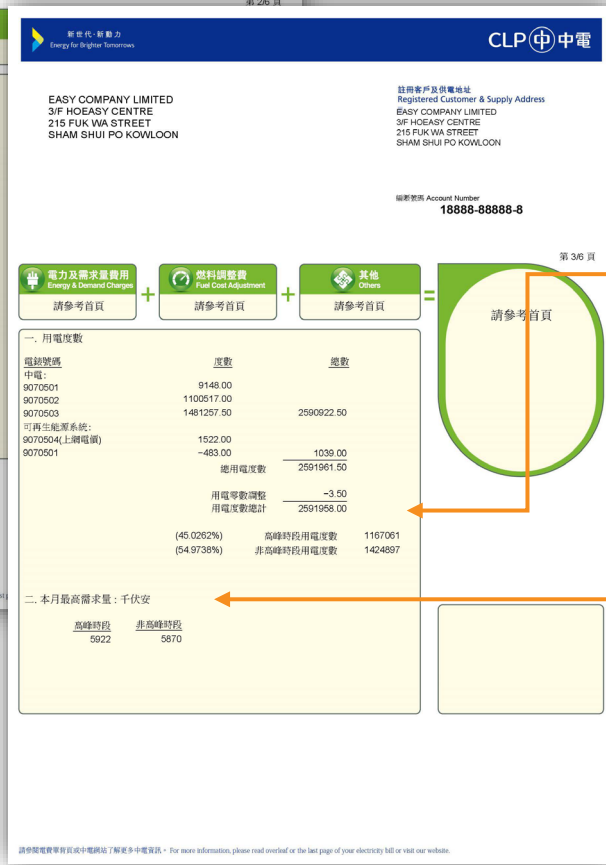 第 2/6 頁
新世代·新動力
Energy for Brighter Tomorrows
CLP 中電
EASY COMPANY LIMITED
3/F HOEASY CENTRE
215 FUK WA STREET
SHAM SHUI PO KOWLOON
註冊客戶及供電地址
Registered Customer & Supply Address
EASY COMPANY LIMITED
3/F HOEASY CENTRE
215 FUK WA STREET
SHAM SHUI PO KOWLOON
Account Number
18888-88888-8
第 3/6 頁
電力及需求量費用
Energy & Demand Charges
請參考首頁
+
燃料調整費
Fuel Cost Adjustment
請參考首頁
+
其他
Others
請參考首頁
=
請參考首頁
一. 用電度數
電錶號碼 度數 總數
中電:
9070501 9148.00
9070502 1100517.00
9070503 1481257.50 2590922.50
可再生能源系統:
9070504(上網電價) 1522.00
9070501 -483.00 1039.00
總用電度數 2591961.50
用電零數調整 -3.50
用電度數總計 2591958.00
(45.0262%) 高峰時段用電度數 1167061
(54.9738%) 非高峰時段用電度數 1424897
二. 本月最高需求量 : 千伏安
高峰時段 非高峰時段
5922 5870
請參閱電費單背頁或中電網站了解更多中電資訊。 For more information, please read overleaf or the last page of your electricity bill or visit our website.